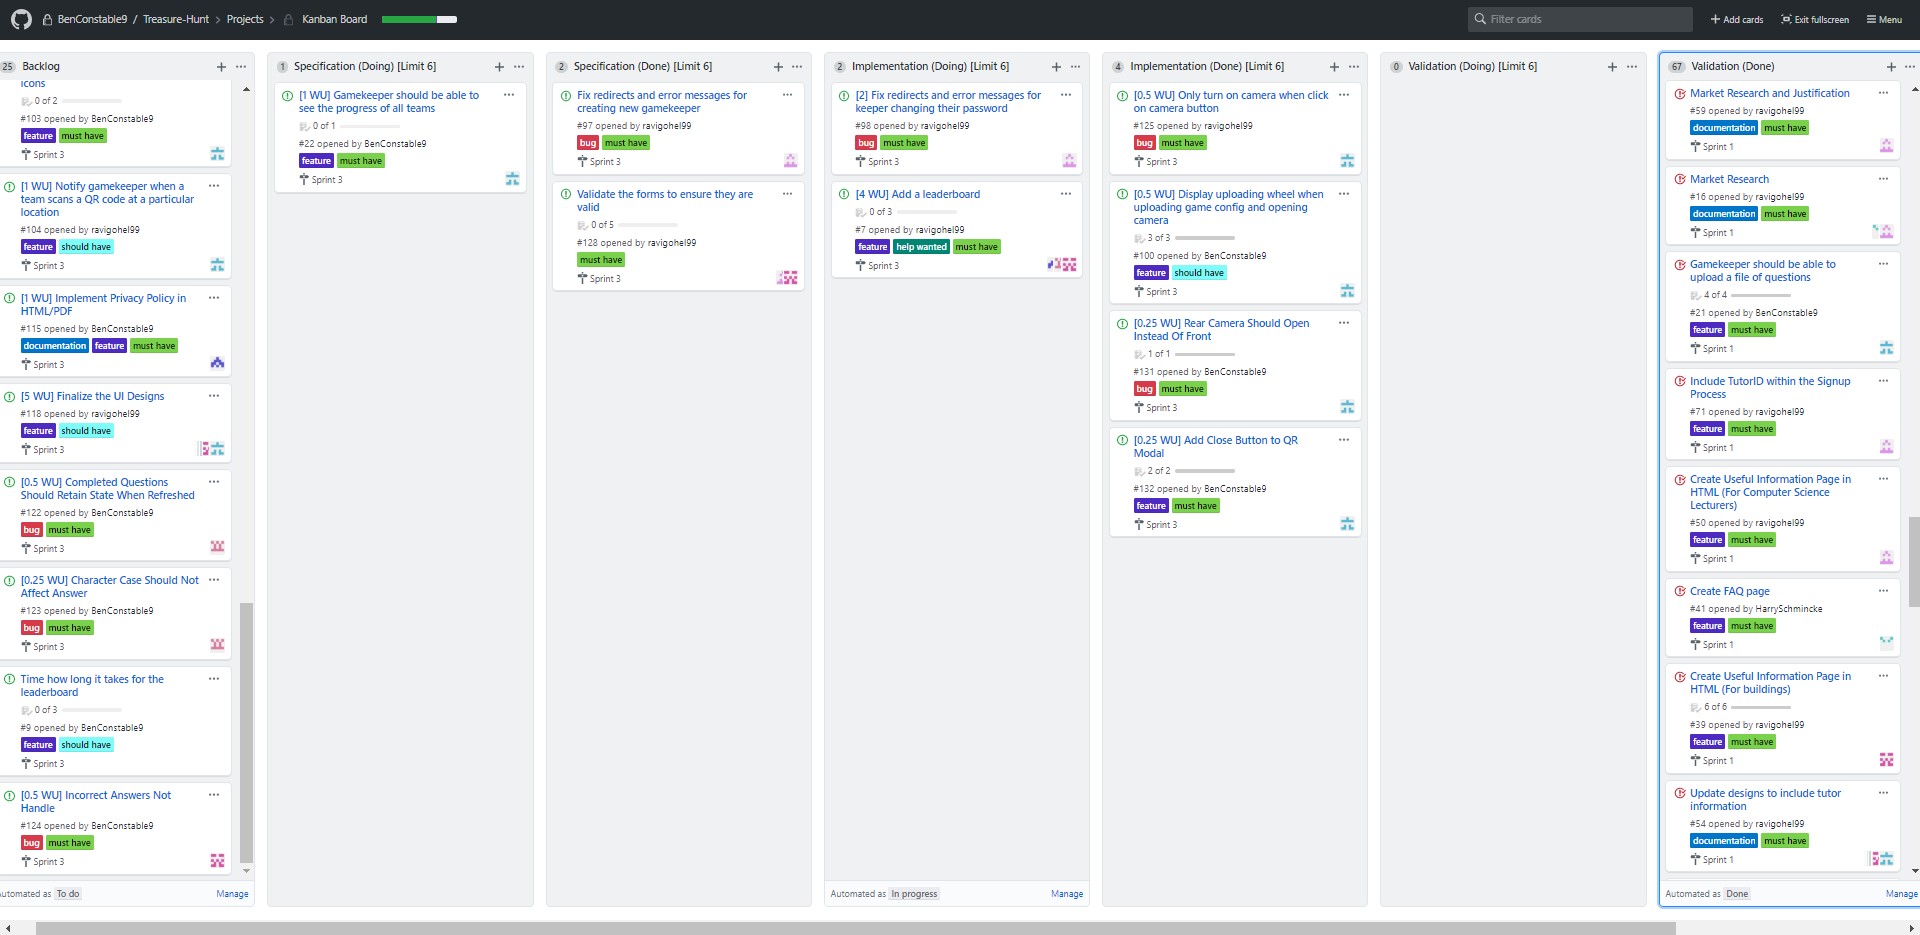 BenConstable9 / Treasure-Hunt Projects Kanban Board
Filter cards
Add cards
Exit fullscreen
Menu
25 Backlog
Icons
0 of 2
#103 opened by BenConstable9
feature must have
Sprint 3
[1 WU] Notify gamekeeper when a
team scans a QR code at a particular
location
#104 opened by ravigohel99
feature should have
Sprint 3
[1 WU] Implement Privacy Policy in
HTML/PDF
#115 opened by BenConstable9
documentation feature must have
Sprint 3
[5 WU] Finalize the UI Designs
#118 opened by ravigohel99
feature should have
Sprint 3
[0.5 WU] Completed Questions
Should Retain State When Refreshed
#122 opened by BenConstable9
bug must have
Sprint 3
[0.25 WU] Character Case Should Not
Affect Answer
#123 opened by BenConstable9
bug must have
Sprint 3
Time how long it takes for the
leaderboard
0 of 3
#9 opened by BenConstable9
feature should have
Sprint 3
[0.5 WU] Incorrect Answers Not
Handle
#124 opened by BenConstable9
bug must have
Sprint 3
Automated as To do
Manage
1 Specification (Doing) [Limit 6]
[1 WU] Gamekeeper should be able to
see the progress of all teams
0 of 1
#22 opened by BenConstable9
feature must have
Sprint 3
2 Specification (Done) [Limit 6]
Fix redirects and error messages for
creating new gamekeeper
#97 opened by ravigohel99
bug must have
Sprint 3
Validate the forms to ensure they are
valid
0 of 5
#128 opened by ravigohel99
must have
Sprint 3
2 Implementation (Doing) [Limit 6]
[2] Fix redirects and error messages for
keeper changing their password
#98 opened by ravigohel99
bug must have
Sprint 3
[4 WU] Add a leaderboard
0 of 3
#7 opened by ravigohel99
feature help wanted must have
Sprint 3
Automated as In progress
Manage
4 Implementation (Done) [Limit 6]
[0.5 WU] Only turn on camera when click
on camera button
#125 opened by ravigohel99
bug must have
Sprint 3
[0.5 WU] Display uploading wheel when
uploading game config and opening
camera
3 of 3
#100 opened by BenConstable9
feature should have
Sprint 3
[0.25 WU] Rear Camera Should Open
Instead Of Front
1 of 1
#131 opened by BenConstable9
bug must have
Sprint 3
[0.25 WU] Add Close Button to QR
Modal
2 of 2
#132 opened by BenConstable9
feature must have
Sprint 3
0 Validation (Doing) [Limit 6]
67 Validation (Done)
Market Research and Justification
#59 opened by ravigohel99
documentation must have
Sprint 1
Market Research
#16 opened by ravigohel99
documentation must have
Sprint 1
Gamekeeper should be able to
upload a file of questions
4 of 4
#21 opened by BenConstable9
feature must have
Sprint 1
Include TutorID within the Signup
Process
#71 opened by ravigohel99
feature must have
Sprint 1
Create Useful Information Page in
HTML (For Computer Science
Lecturers)
#50 opened by ravigohel99
feature must have
Sprint 1
Create FAQ page
#41 opened by HarrySchmincke
feature must have
Sprint 1
Create Useful Information Page in
HTML (For buildings)
6 of 6
#39 opened by ravigohel99
feature must have
Sprint 1
Update designs to include tutor
information
#54 opened by ravigohel99
documentation must have
Sprint 1
Automated as Done
Manage